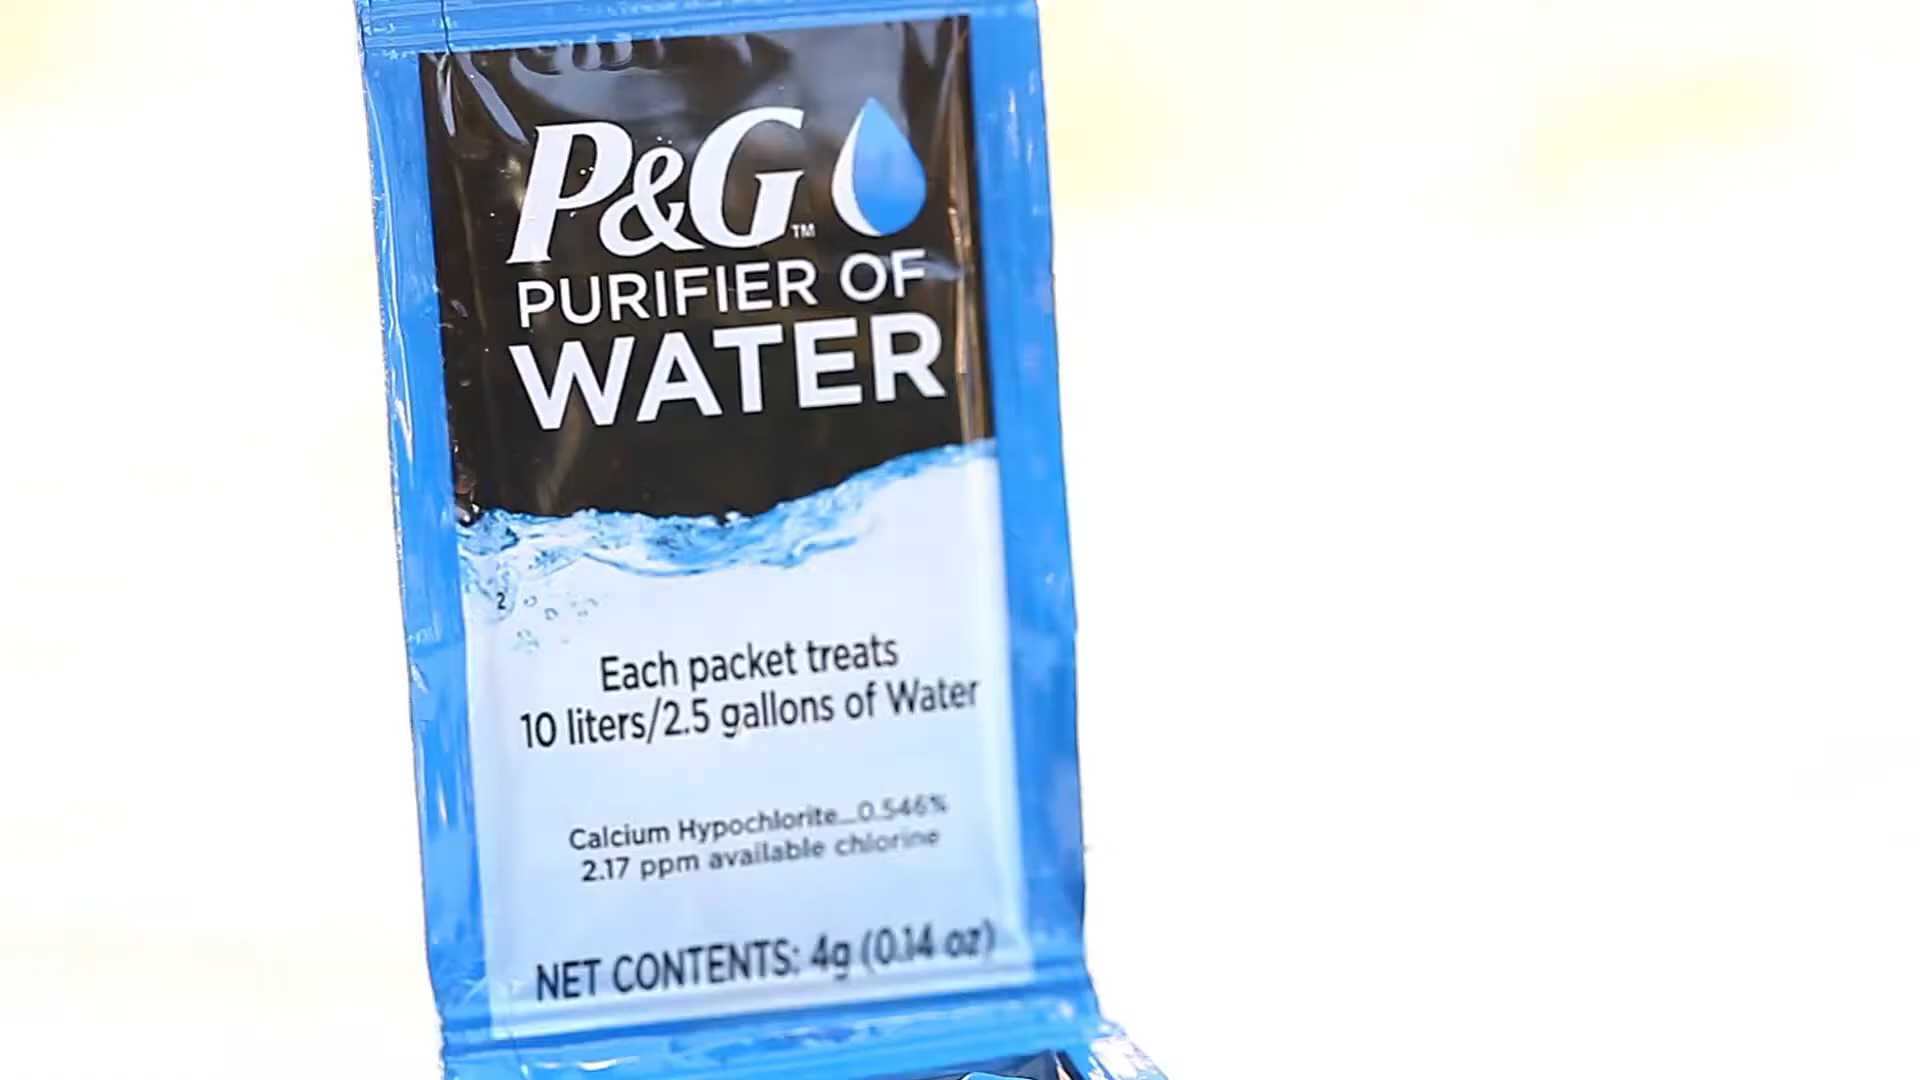 P&G™
PURIFIER OF
WATER
2
Each packet treats
10 liters/2.5 gallons of Water
Calcium Hypochlorite...0.546%
2.17 ppm available chlorine
NET CONTENTS: 4g (0.14 oz)